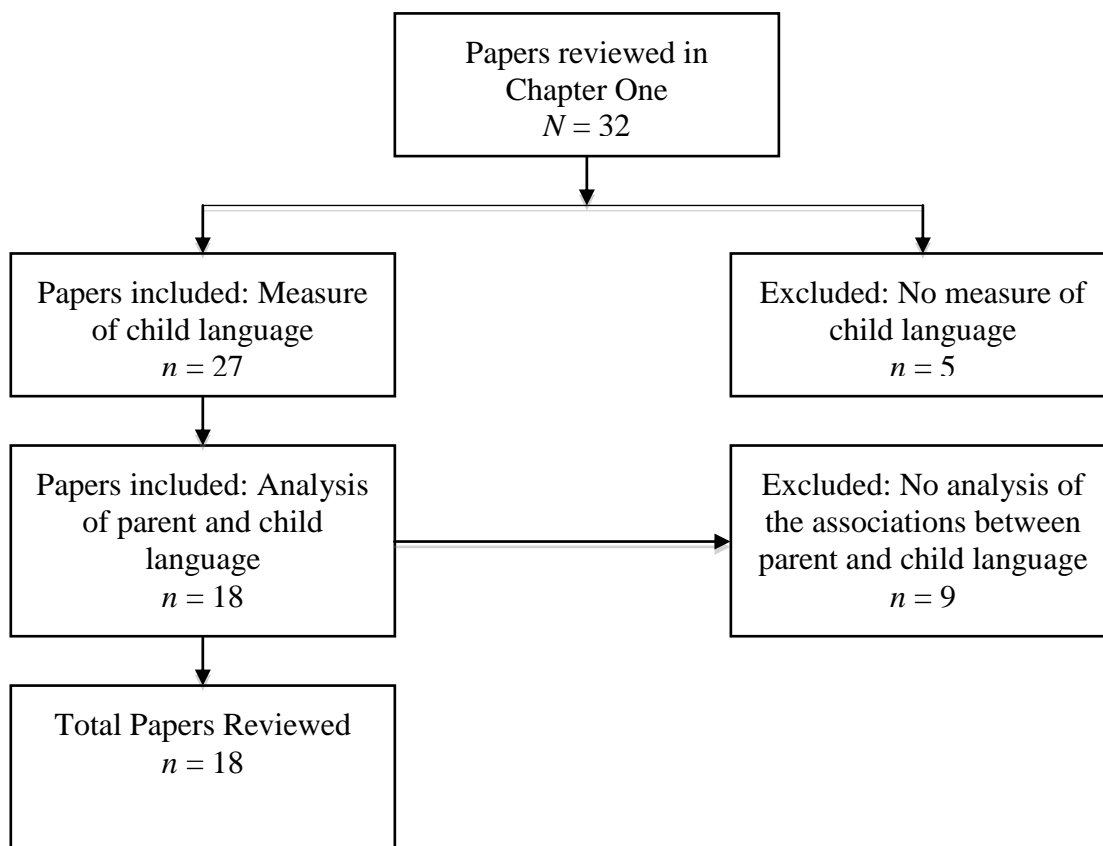 Papers reviewed in
Chapter One
N = 32
Papers included: Measure
of child language
n = 27
Excluded: No measure of
child language
n = 5
Papers included: Analysis
of parent and child
language
n = 18
Excluded: No analysis of
the associations between
parent and child language
n = 9
Total Papers Reviewed
n = 18